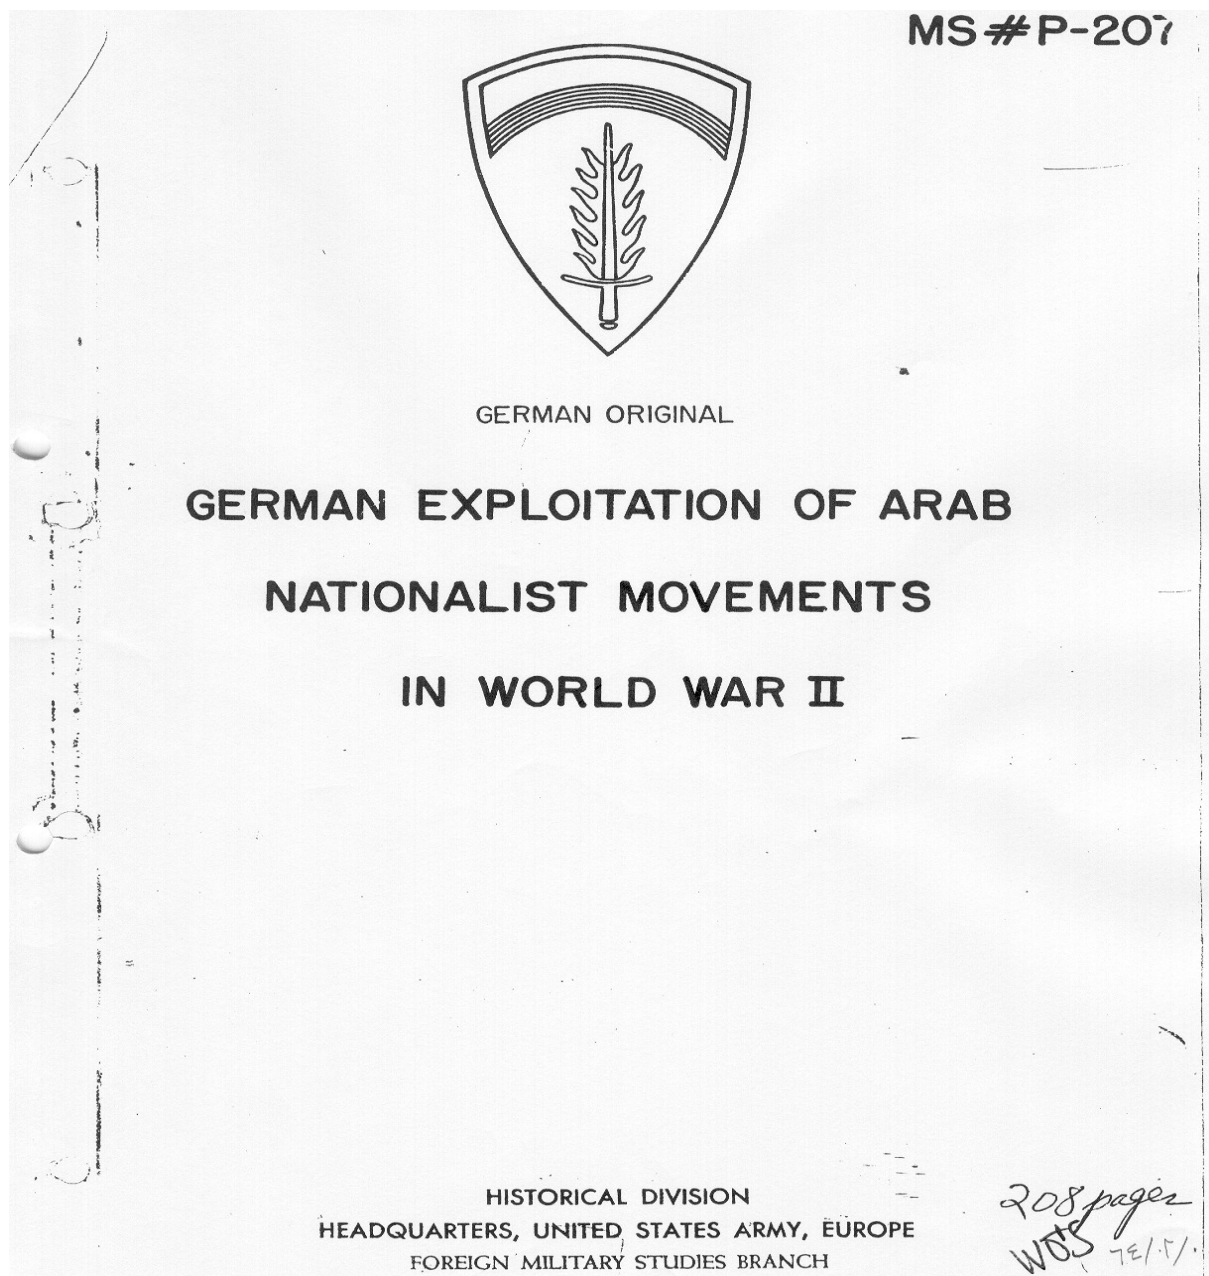 MS # P-207
GERMAN ORIGINAL
GERMAN EXPLOITATION OF ARAB
NATIONALIST MOVEMENTS
IN WORLD WAR II
HISTORICAL DIVISION
HEADQUARTERS, UNITED STATES ARMY, EUROPE
FOREIGN MILITARY STUDIES BRANCH
208 pages